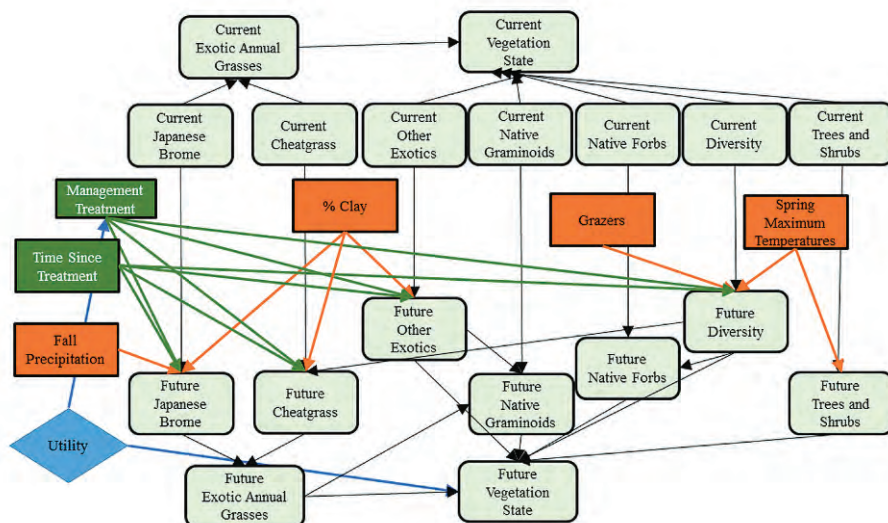 Current
Exotic Annual
Grasses
Current
Vegetation
State
Current
Japanese
Brome
Current
Cheatgrass
Current
Other
Exotics
Current
Native
Graminoids
Current
Native Forbs
Current
Diversity
Current
Trees and
Shrubs
Management
Treatment
% Clay
Grazers
Spring
Maximum
Temperatures
Time Since
Treatment
Future
Other
Exotics
Future
Diversity
Fall
Precipitation
Future
Native Forbs
Future
Japanese
Brome
Future
Cheatgrass
Future
Native
Graminoids
Future
Trees and
Shrubs
Utility
Future
Exotic Annual
Grasses
Future
Vegetation
State